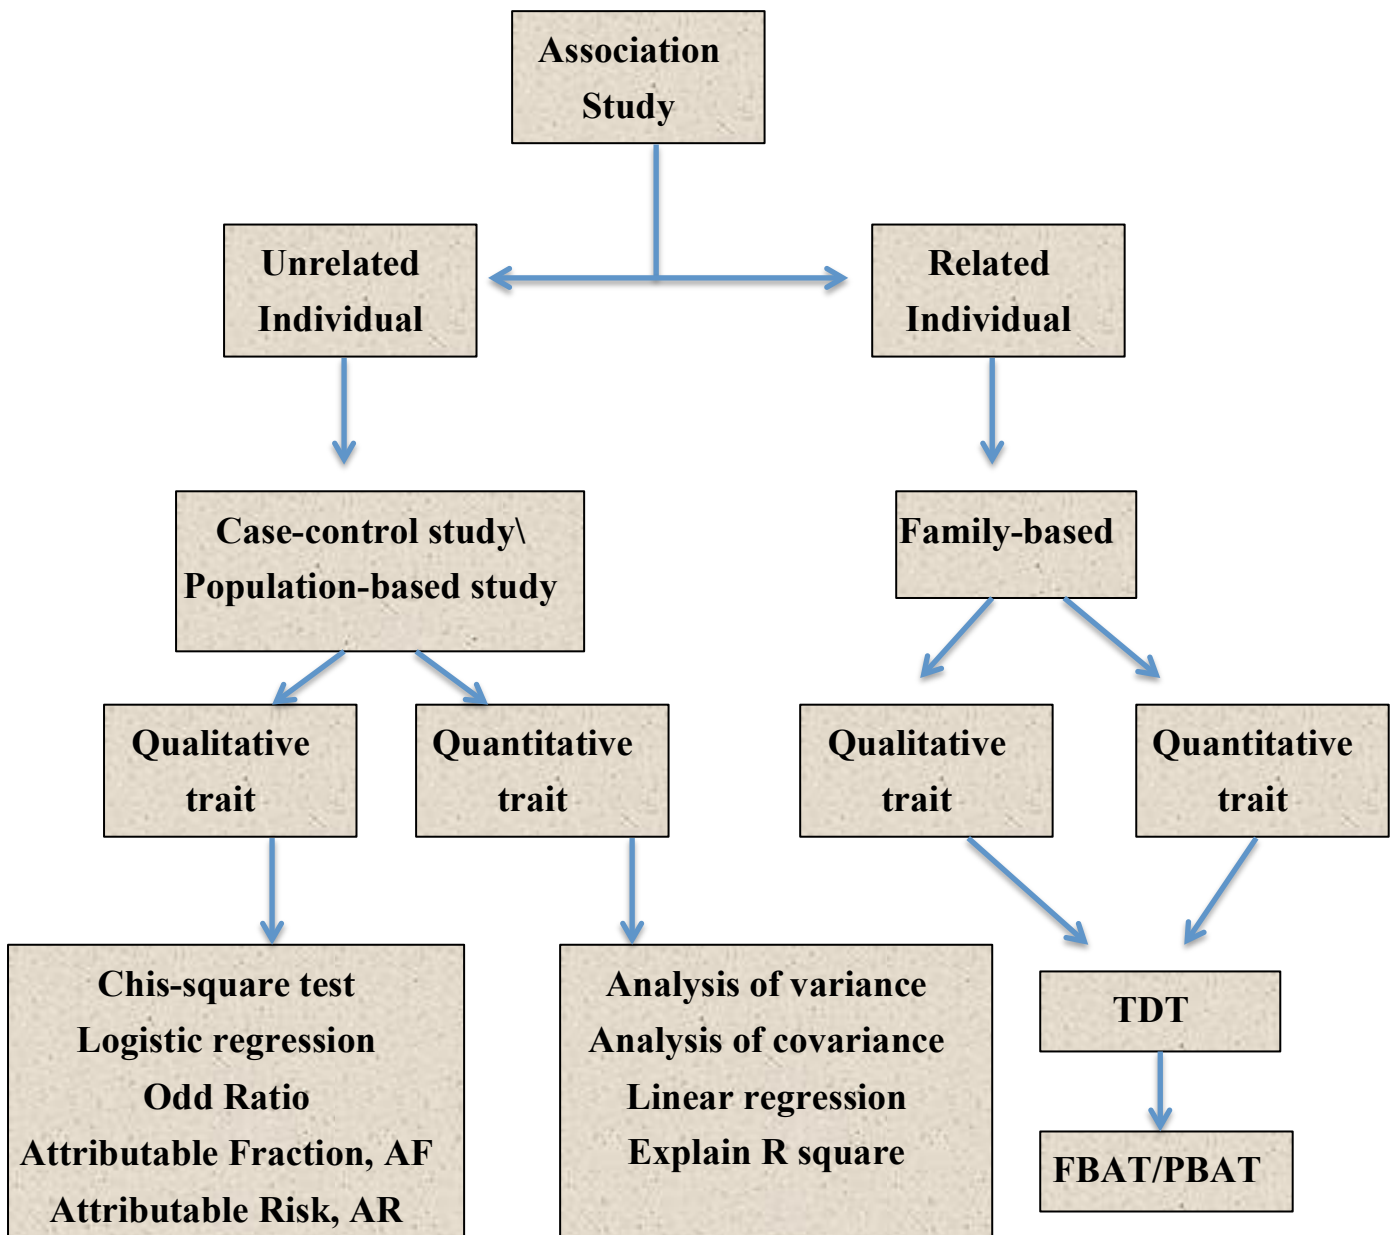 Association
Study
Unrelated
Individual
Related
Individual
Case-control study\
Population-based study
Family-based
Qualitative
trait
Quantitative
trait
Qualitative
trait
Quantitative
trait
Chis-square test
Logistic regression
Odd Ratio
Attributable Fraction, AF
Attributable Risk, AR
Analysis of variance
Analysis of covariance
Linear regression
Explain R square
TDT
FBAT/PBAT